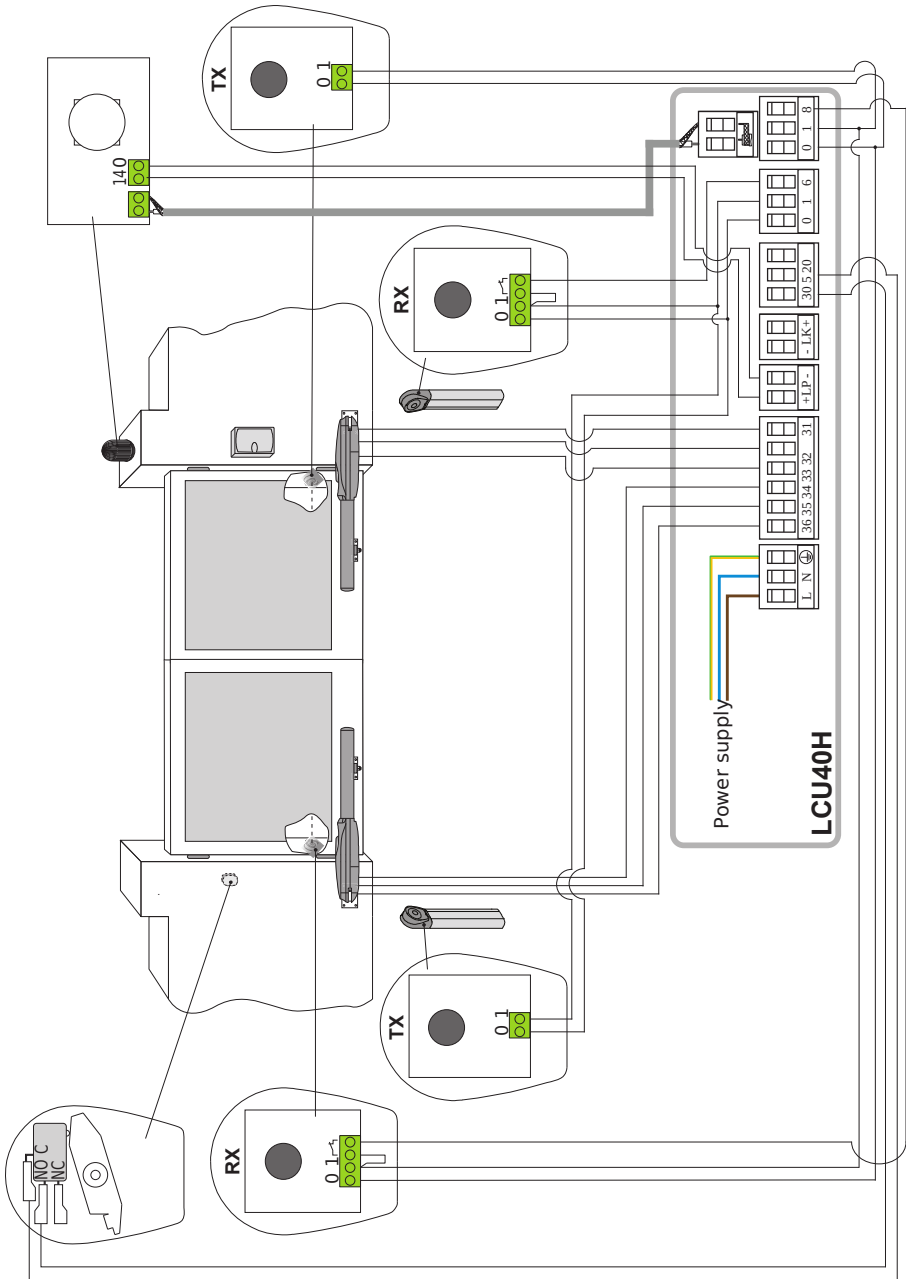 TX
0 1
140
RX
0 1
TX
0 1
RX
0 1
NO C
NC
0 1 8
0 1 6
30 5 20
- LK+
+LP -
36 35 34 33 32 31
L N
Power supply
LCU40H